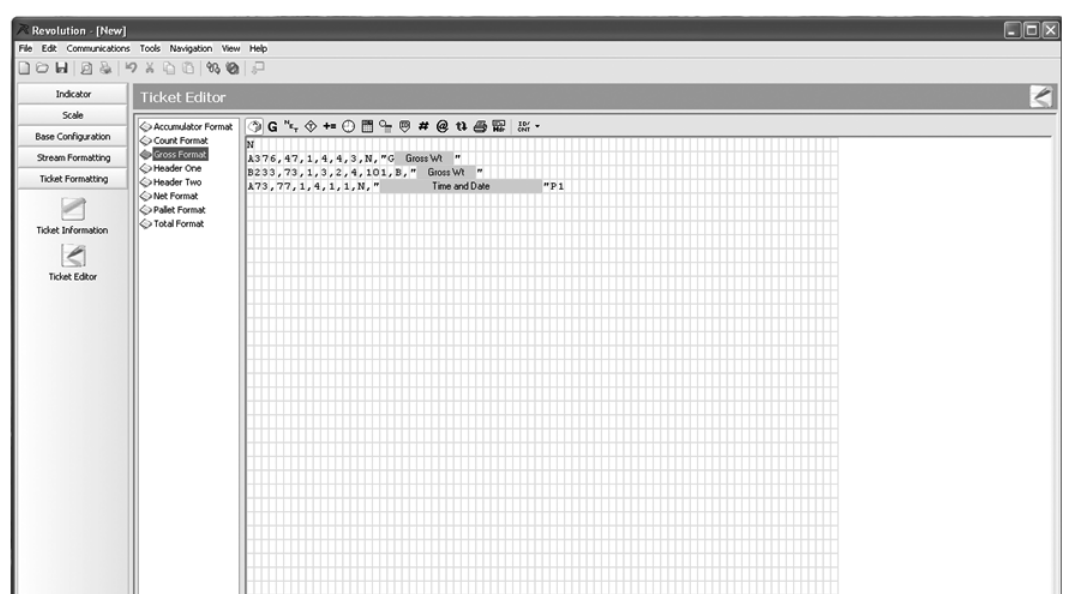 Revolution - [New]
File Edit Communications Tools Navigation View Help
Indicator
Scale
Base Configuration
Stream Formatting
Ticket Formatting
Ticket Information
Ticket Editor
Ticket Editor
Accumulator Format
Count Format
Gross Format
Header One
Header Two
Net Format
Pallet Format
Total Format
G NET +=  # @ ID/CNT
N
A376,47,1,4,4,3,N,"G Gross Wt "
B233,73,1,3,2,4,101,B," Gross Wt "
A73,77,1,4,1,1,N," Time and Date "P1